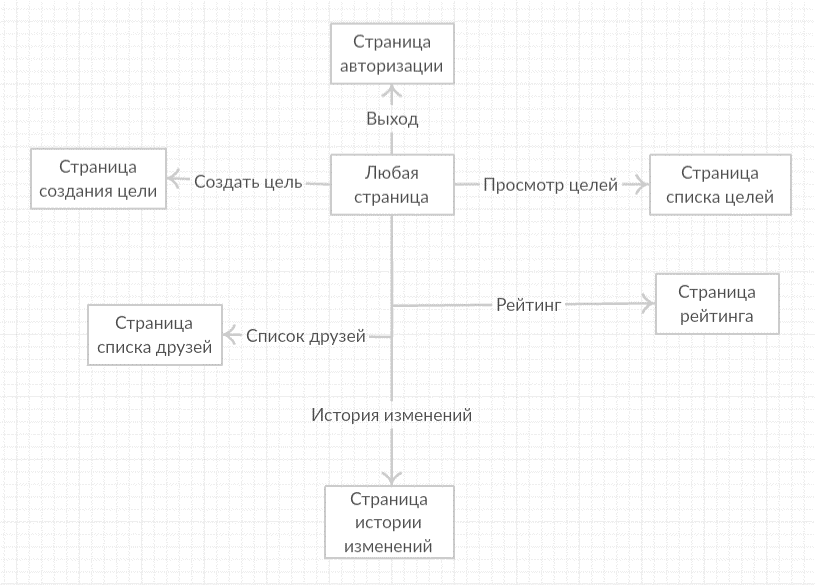 Страница
авторизации
Выход
Страница
создания цели
Создать цель
Любая
страница
Просмотр целей
Страница
списка целей
Рейтинг
Страница
рейтинга
Страница
списка друзей
Список друзей
История изменений
Страница
истории
изменений